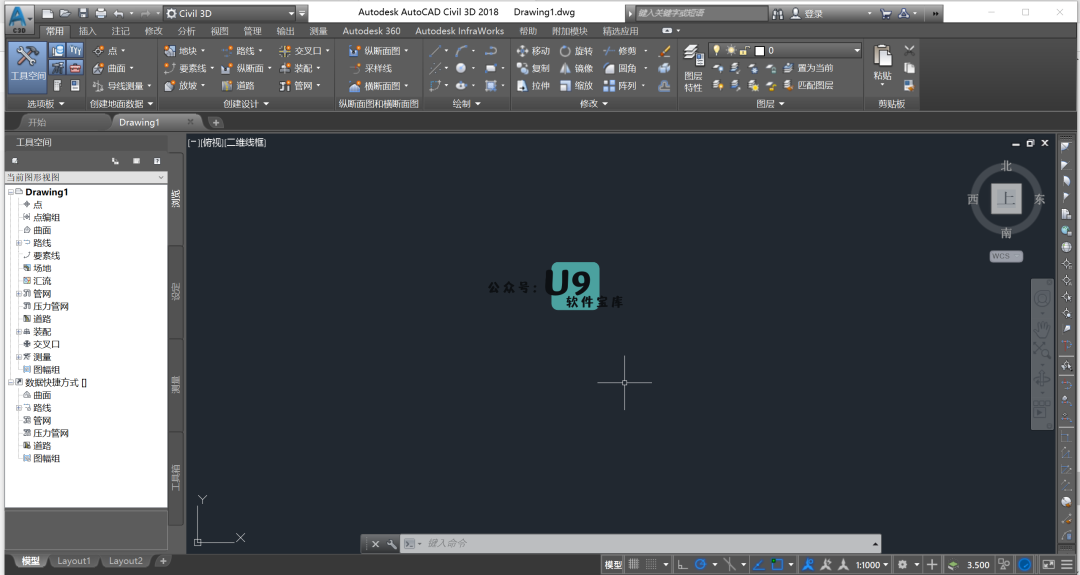 Civil 3D
Autodesk AutoCAD Civil 3D 2018 Drawing1.dwg
键入关键字或短语
登录
C3D
常用 插入 注记 修改 分析 视图 管理 输出 测量 Autodesk 360 Autodesk InfraWorks 帮助 附加模块 精选应用
工具空间
点 地块 路线 交叉口 纵断面图 移动 旋转 修剪 0
曲面 要素线 纵断面 装配 采样线 复制 镜像 圆角 置为当前
导线测量 放坡 道路 管网 横断面图 拉伸 缩放 阵列 匹配图层
图层
特性
粘贴
选项板 创建地面数据 创建设计 纵断面图和横断面图 绘制 修改 图层 剪贴板
开始 Drawing1
工具空间
当前图形视图
Drawing1
点
点编组
曲面
路线
要素线
场地
汇流
管网
压力管网
道路
装配
交叉口
测量
图幅组
数据快捷方式 []
曲面
路线
管网
压力管网
道路
图幅组
浏览
设定
测量
工具箱
[−][俯视][二维线框]
北
西 上 东
南
WCS
公众号：U9
软件宝库
Y
X
键入命令
模型 Layout1 Layout2
模型 1:1000 3.500